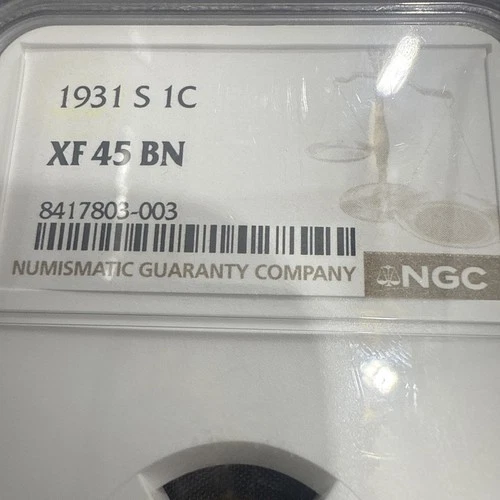 1931 S 1C
XF 45 BN
8417803-003
NUMISMATIC GUARANTY COMPANY
NGC